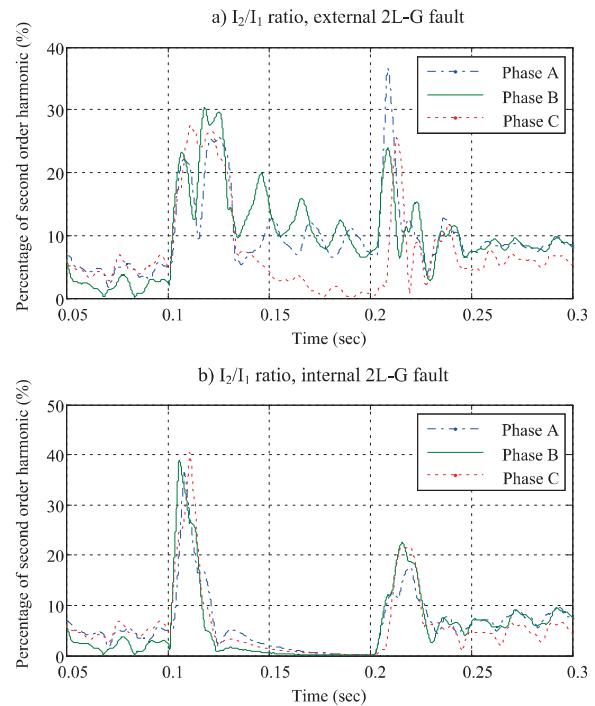 a) I₂/I₁ ratio, external 2L-G fault
Percentage of second order harmonic (%)
40
30
20
10
0
Phase A
Phase B
Phase C
0.05
0.1
0.15
0.2
0.25
0.3
Time (sec)
b) I₂/I₁ ratio, internal 2L-G fault
Percentage of second order harmonic (%)
50
40
30
20
10
0
Phase A
Phase B
Phase C
0.05
0.1
0.15
0.2
0.25
0.3
Time (sec)